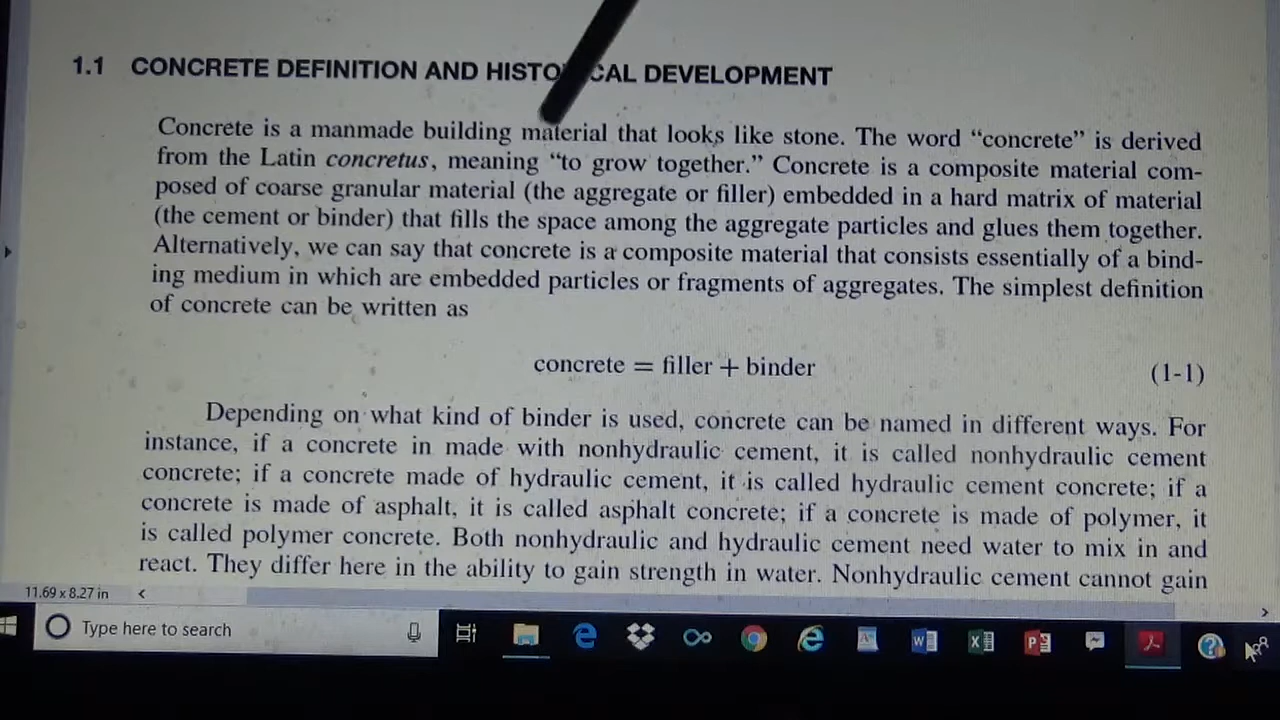 1.1 CONCRETE DEFINITION AND HISTO CAL DEVELOPMENT
Concrete is a manmade building material that looks like stone. The word “concrete” is derived
from the Latin concretus, meaning “to grow together.” Concrete is a composite material com-
posed of coarse granular material (the aggregate or filler) embedded in a hard matrix of material
(the cement or binder) that fills the space among the aggregate particles and glues them together.
Alternatively, we can say that concrete is a composite material that consists essentially of a bind-
ing medium in which are embedded particles or fragments of aggregates. The simplest definition
of concrete can be written as
concrete = filler + binder (1-1)
Depending on what kind of binder is used, concrete can be named in different ways. For
instance, if a concrete in made with nonhydraulic cement, it is called nonhydraulic cement
concrete; if a concrete made of hydraulic cement, it is called hydraulic cement concrete; if a
concrete is made of asphalt, it is called asphalt concrete; if a concrete is made of polymer, it
is called polymer concrete. Both nonhydraulic and hydraulic cement need water to mix in and
react. They differ here in the ability to gain strength in water. Nonhydraulic cement cannot gain
11.69 x 8.27 in
Type here to search